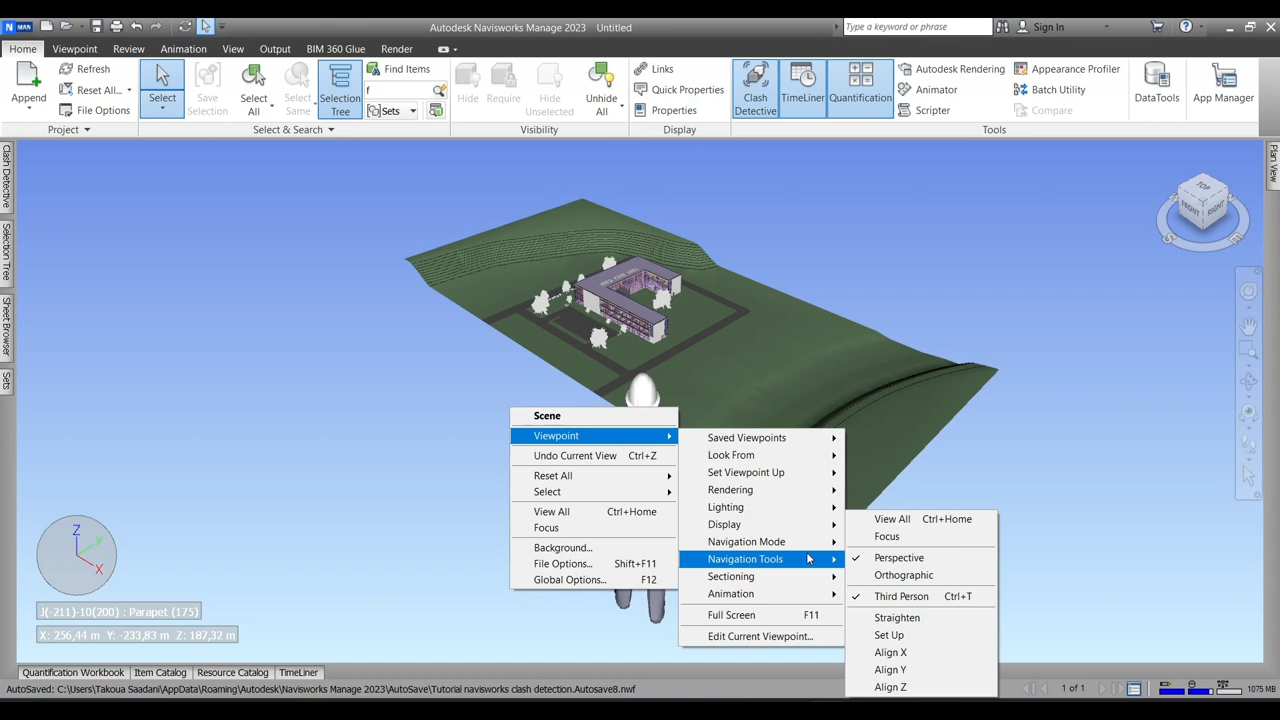 MAN
Autodesk Navisworks Manage 2023 Untitled
Type a keyword or phrase
Sign In
Home Viewpoint Review Animation View Output BIM 360 Glue Render
Append
Refresh
Reset All...
File Options
Project
Select
Save Selection
Select All
Select Same
Selection Tree
Find Items
f
Sets
Select & Search
Hide
Require
Hide Unselected
Unhide All
Visibility
Links
Quick Properties
Properties
Display
Clash Detective
TimeLiner
Quantification
Autodesk Rendering
Animator
Scripter
Appearance Profiler
Batch Utility
Compare
DataTools
App Manager
Tools
Clash Detective
Selection Tree
Sheet Browser
Sets
Plan View
TOP
FRONT
RIGHT
Scene
Viewpoint
Undo Current View Ctrl+Z
Reset All
Select
View All Ctrl+Home
Focus
Background...
File Options... Shift+F11
Global Options... F12
Saved Viewpoints
Look From
Set Viewpoint Up
Rendering
Lighting
Display
Navigation Mode
Navigation Tools
Sectioning
Animation
Full Screen F11
Edit Current Viewpoint...
View All Ctrl+Home
Focus
Perspective
Orthographic
Third Person Ctrl+T
Straighten
Set Up
Align X
Align Y
Align Z
Z
Y
X
J(-211)-10(200) : Parapet (175)
X: 256,44 m Y: -233,83 m Z: 187,32 m
Quantification Workbook Item Catalog Resource Catalog TimeLiner
AutoSaved: C:\Users\Takoua Saadani\AppData\Roaming\Autodesk\Navisworks Manage 2023\AutoSave\Tutorial navisworks clash detection.Autosave8.nwf
1 of 1
1075 MB